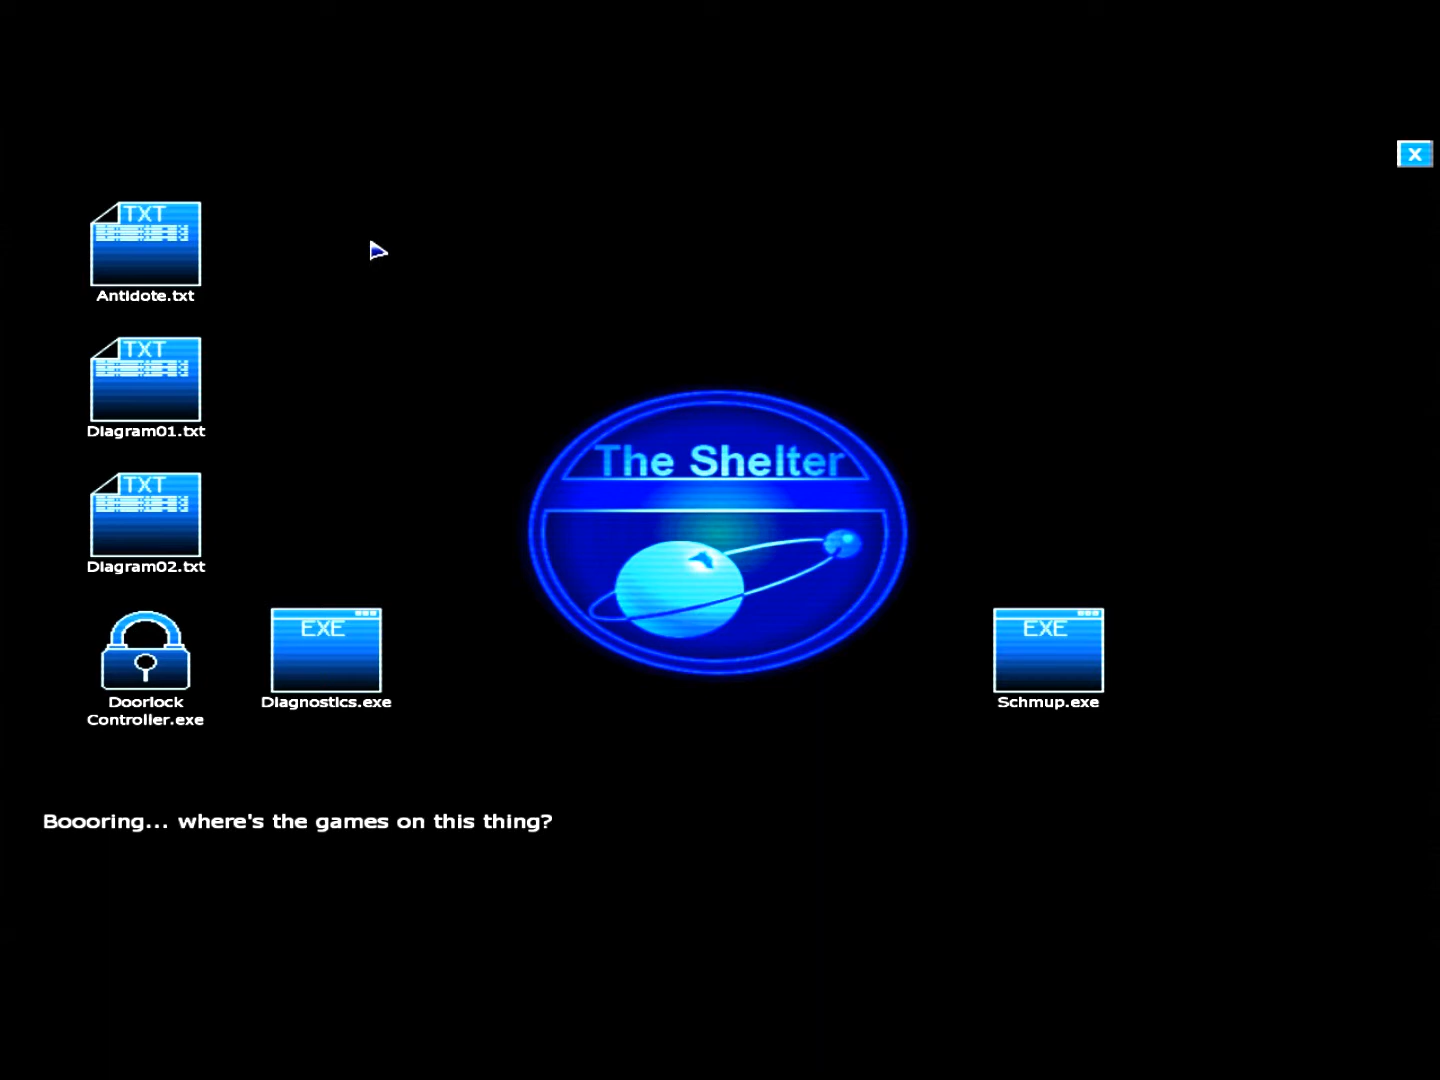 x
TXT
Antidote.txt
TXT
Diagram01.txt
TXT
Diagram02.txt
The Shelter
Doorlock
Controller.exe
EXE
Diagnostics.exe
EXE
Schmup.exe
Boooring... where's the games on this thing?